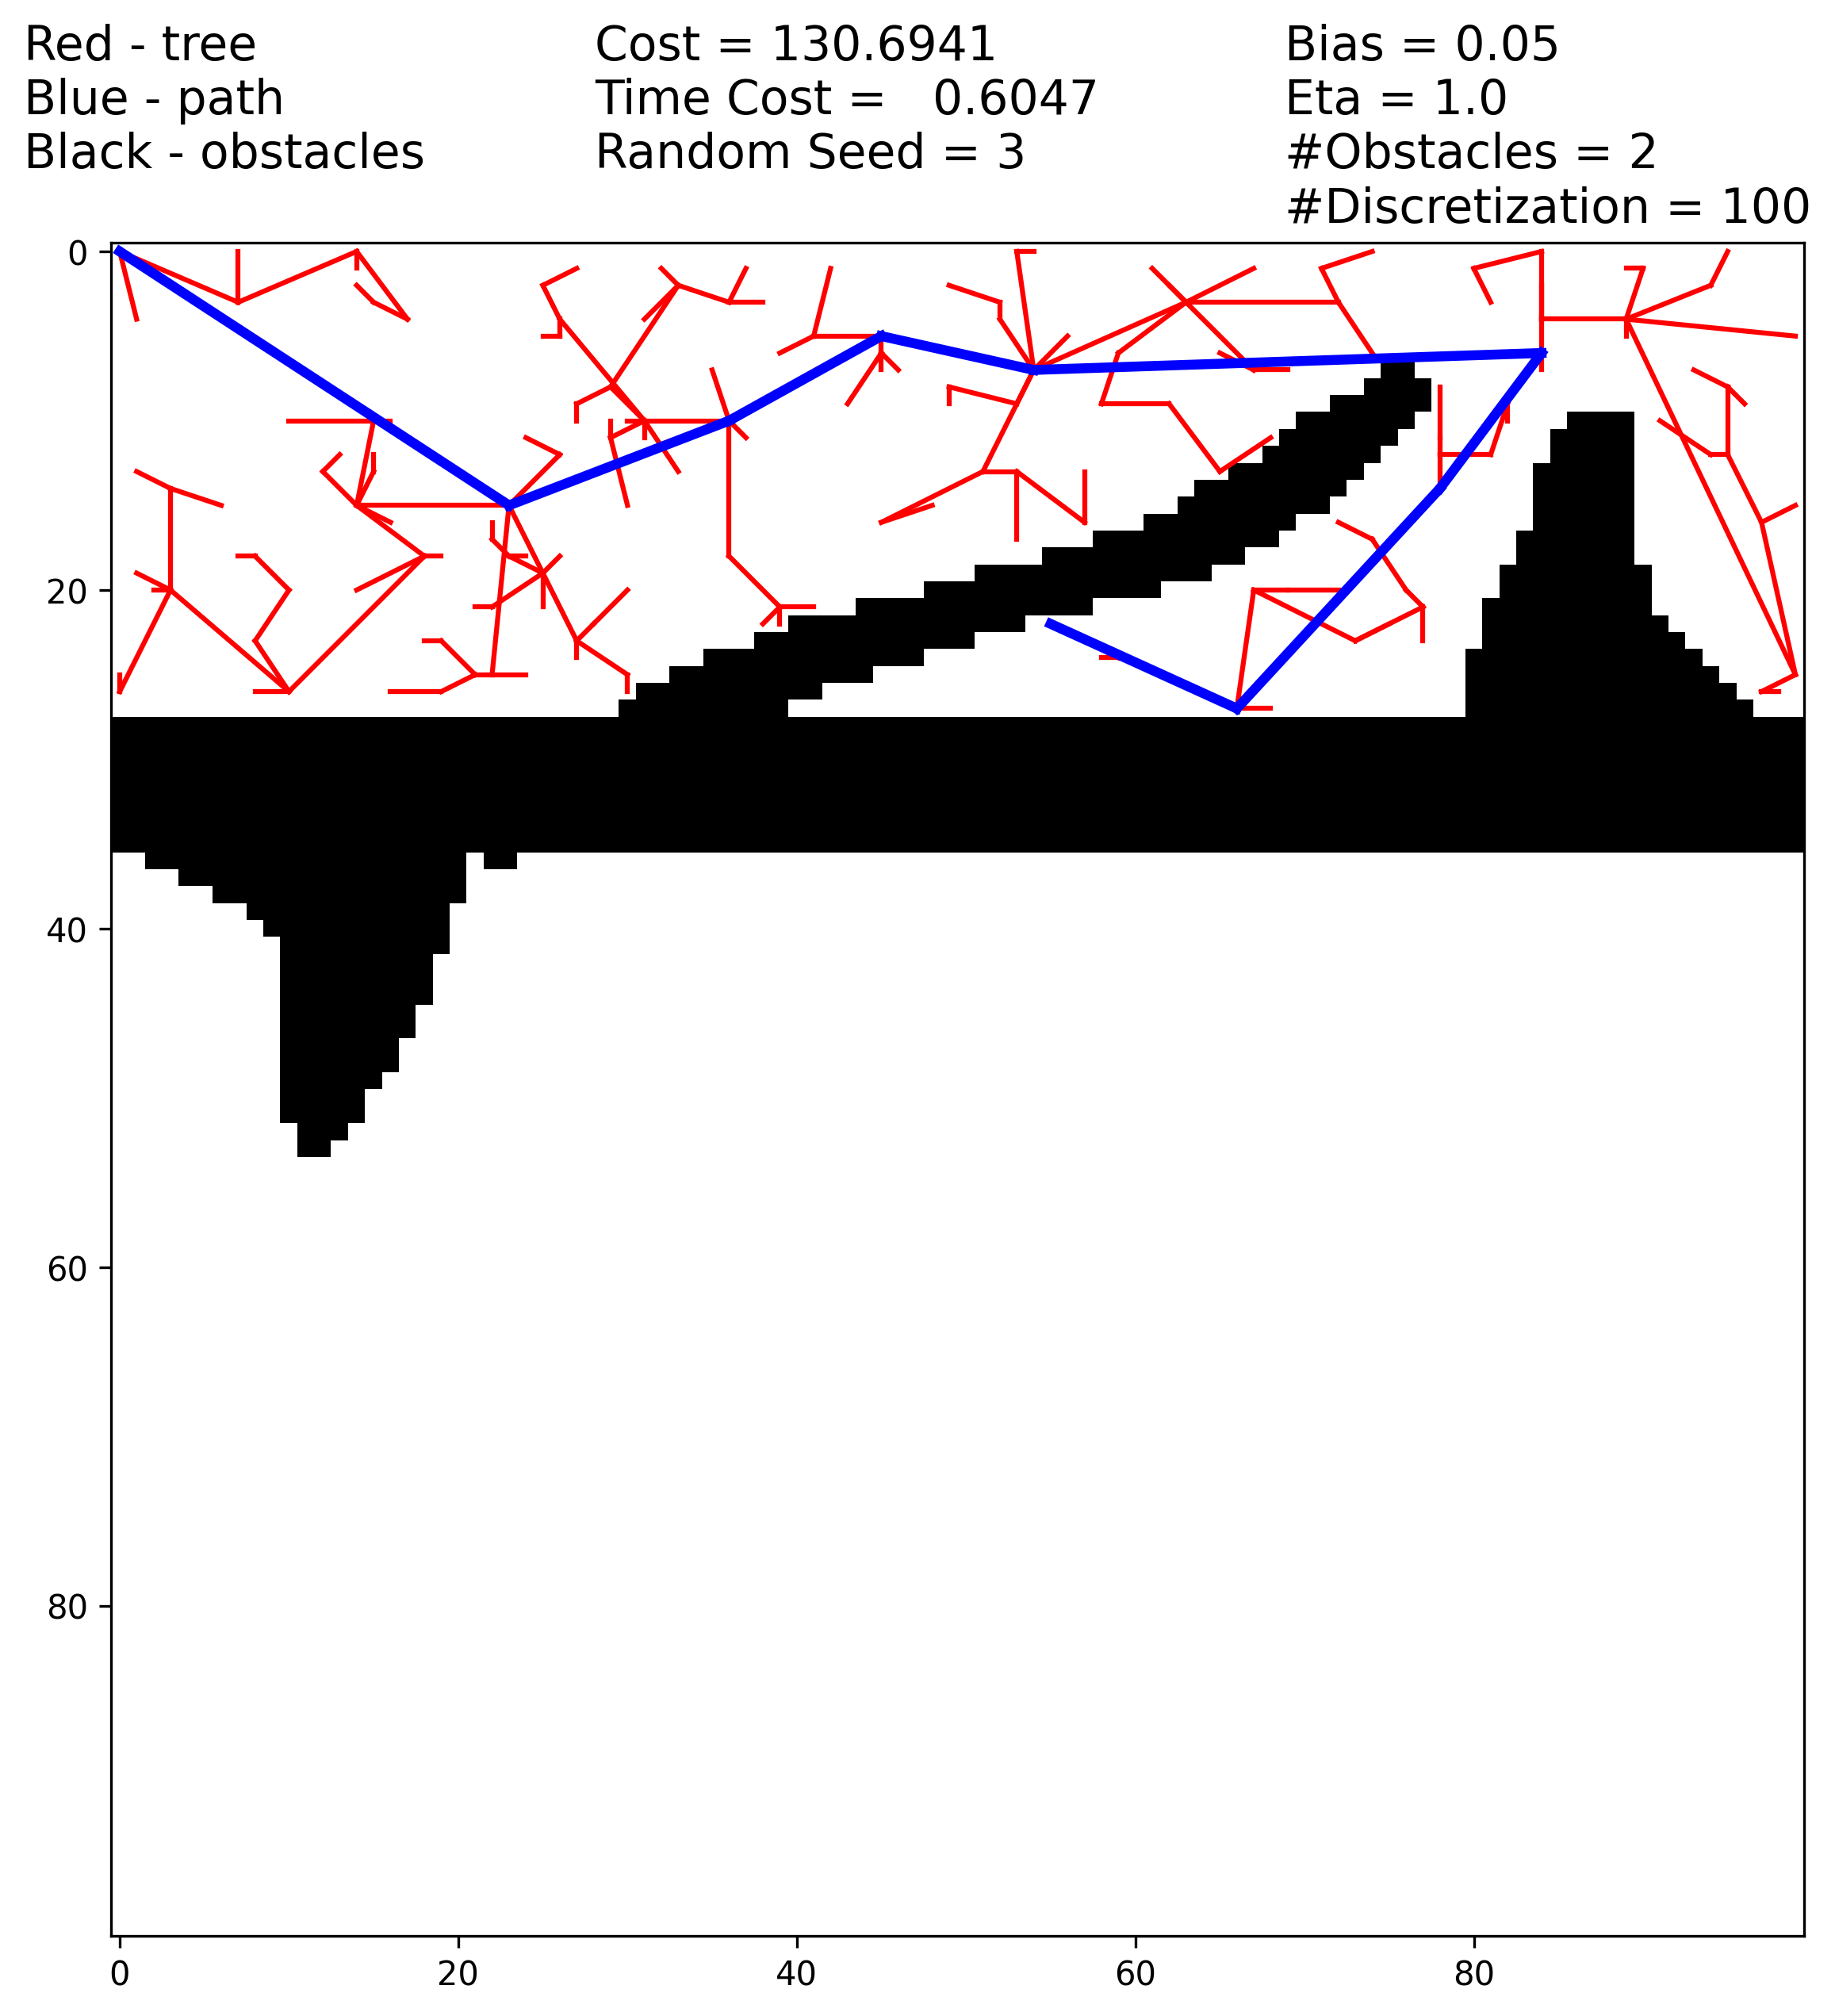 Red - tree
Blue - path
Black - obstacles
Cost = 130.6941
Time Cost =   0.6047
Random Seed = 3
Bias = 0.05
Eta = 1.0
#Obstacles = 2
#Discretization = 100
0
20
40
60
80
0
20
40
60
80